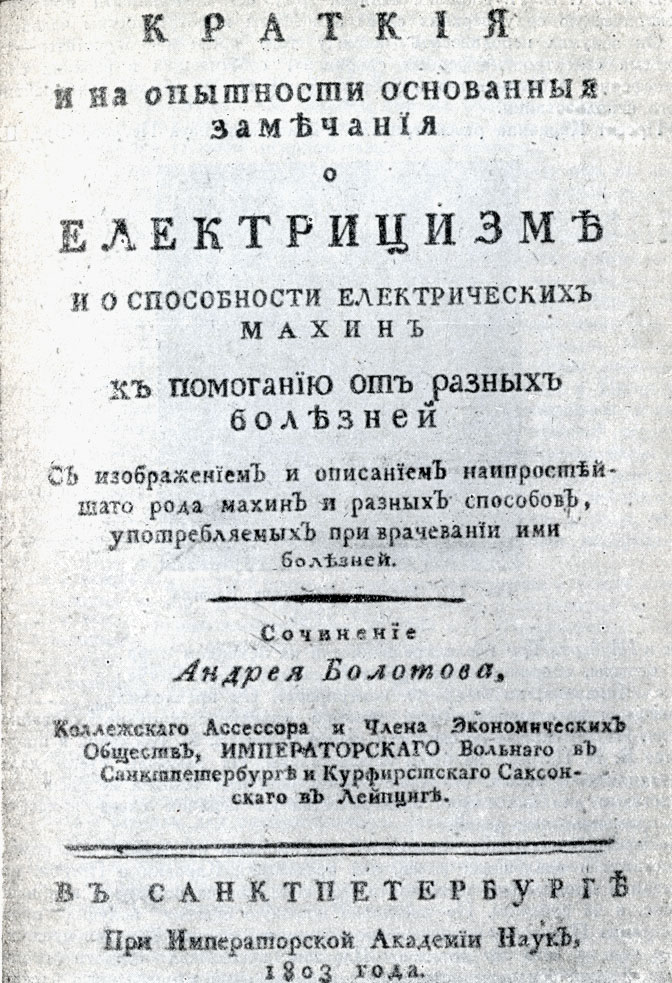 КРАТКІЯ
и на опытности основанныя
замѣчанія
о
ЕЛЕКТРИЦИЗМѢ
И О СПОСОБНОСТИ ЕЛЕКТРИЧЕСКИХЪ
МАХИНЪ
къ помоганію отъ разныхъ
болѣзней
Съ изображеніемъ и описаніемъ наипростѣй-
шаго рода махинъ и разныхъ способовъ,
употребляемыхъ при врачеваніи ими
болѣзней.
Сочиненіе
Андрея Болотова,
Коллежскаго Ассессора и Члена Экономическихъ
Обществъ, ИМПЕРАТОРСКАГО Вольнаго въ
Санктпетербургѣ и Курфирстскаго Саксон-
скаго въ Лейпцигѣ.
ВЪ САНКТПЕТЕРБУРГѢ
При Императорской Академіи Наукъ,
1803 года.